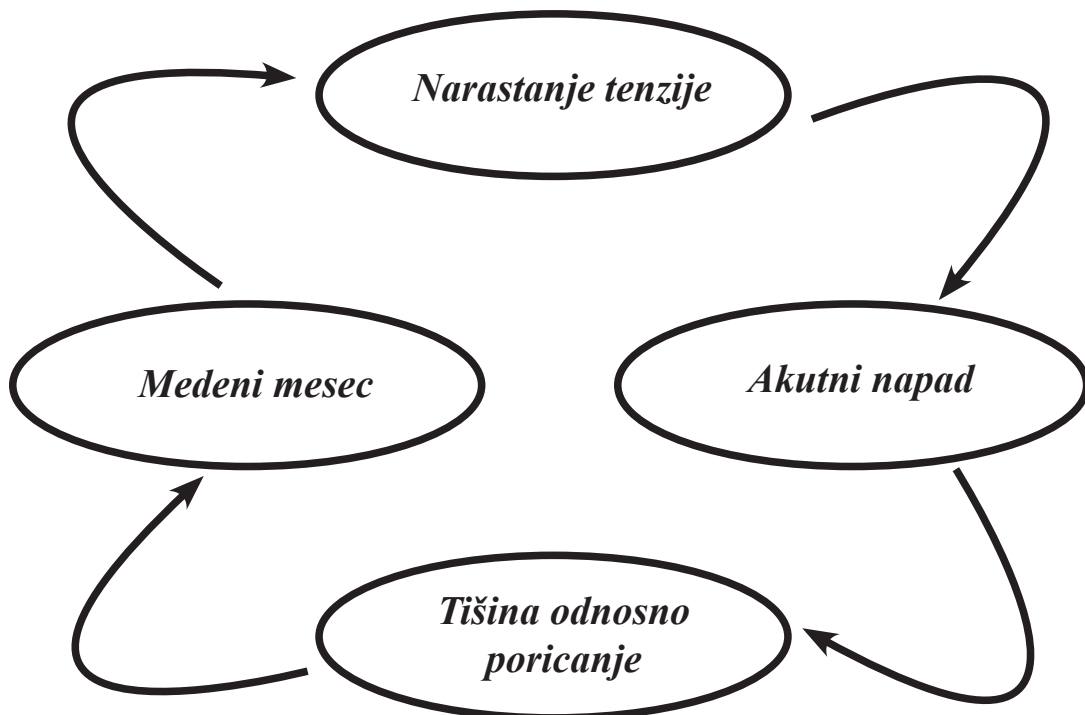 Narastanje tenzije
Medeni mesec
Akutni napad
Tišina odnosno
poricanje